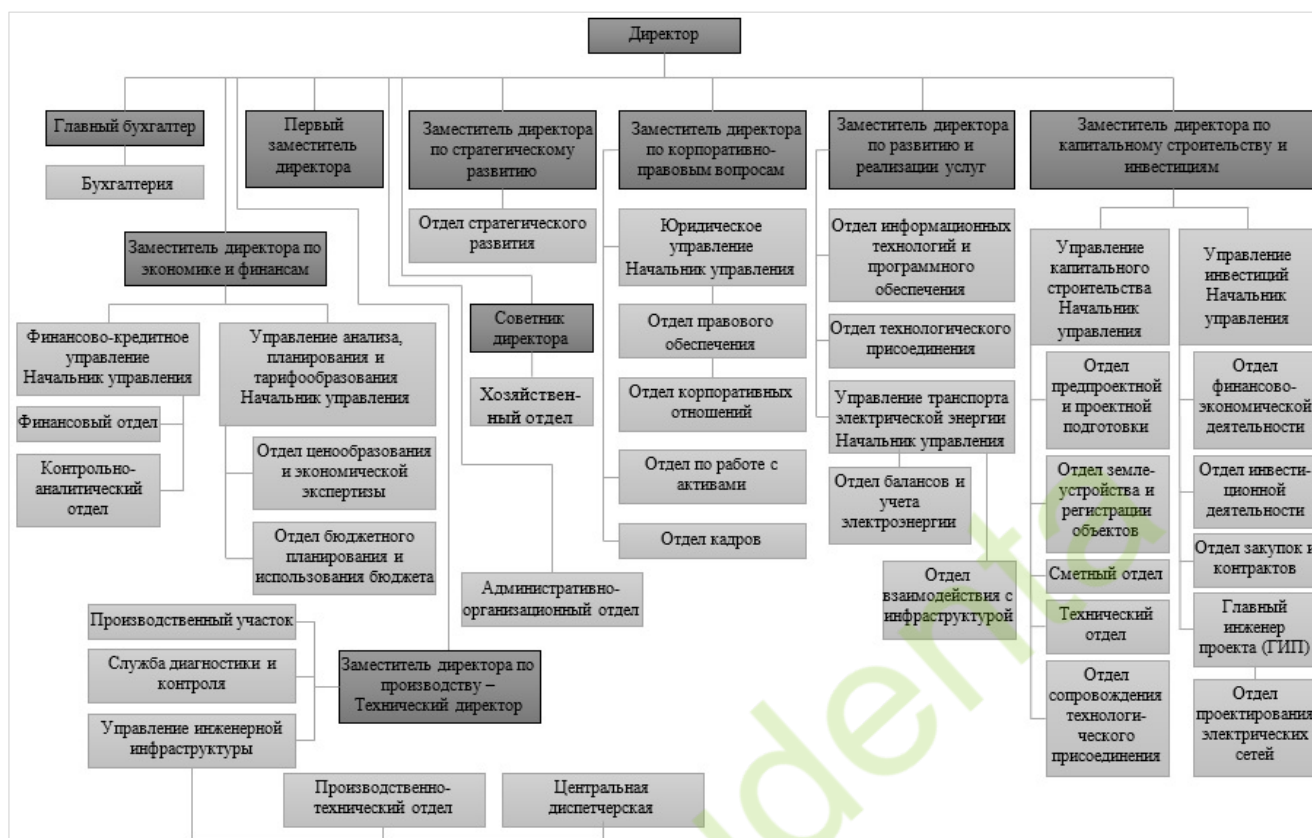 Директор
Главный бухгалтер
Бухгалтерия
Первый
заместитель
директора
Заместитель директора
по стратегическому
развитию
Отдел стратегического
развития
Заместитель директора
по корпоративно-
правовым вопросам
Юридическое
управление
Начальник управления
Отдел правового
обеспечения
Отдел корпоративных
отношений
Отдел по работе с
активами
Отдел кадров
Заместитель директора
по развитию и
реализации услуг
Отдел информационных
технологий и
программного
обеспечения
Отдел технологического
присоединения
Управление транспорта
электрической энергии
Начальник управления
Отдел балансов и
учета
электроэнергии
Отдел
взаимодействия с
инфраструктурой
Заместитель директора по
капитальному строительству и
инвестициям
Управление
капитального
строительства
Начальник
управления
Отдел
предпроектной
и проектной
подготовки
Отдел земле-
устройства и
регистрации
объектов
Сметный отдел
Технический
отдел
Отдел
сопровождения
технологи-
ческого
присоединения
Управление
инвестиций
Начальник
управления
Отдел
финансово-
экономической
деятельности
Отдел инвести-
ционной
деятельности
Отдел закупок и
контрактов
Главный
инженер
проекта (ГИП)
Отдел
проектирования
электрических
сетей
Заместитель директора по
экономике и финансам
Финансово-кредитное
управление
Начальник управления
Финансовый отдел
Контрольно-
аналитический
отдел
Управление анализа,
планирования и
тарифообразования
Начальник управления
Отдел ценообразования
и экономической
экспертизы
Отдел бюджетного
планирования и
использования бюджета
Советник
директора
Хозяйствен-
ный отдел
Административно-
организационный отдел
Заместитель директора по
производству –
Технический директор
Производственный участок
Служба диагностики и
контроля
Управление инженерной
инфраструктуры
Производственно-
технический отдел
Центральная
диспетчерская
identa